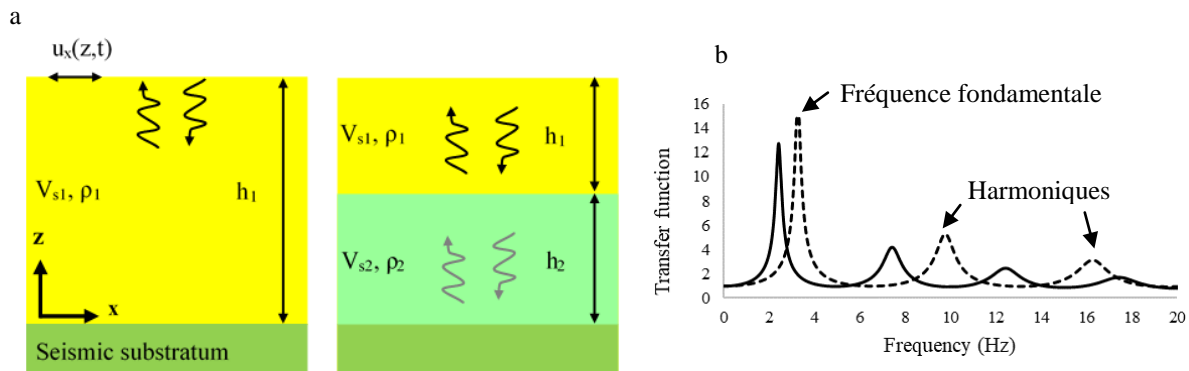 a
uₓ(z,t)
Vₛ₁, ρ₁
h₁
z
x
Seismic substratum
Vₛ₁, ρ₁
h₁
Vₛ₂, ρ₂
h₂
b
Fréquence fondamentale
Harmoniques
Transfer function
16
14
12
10
8
6
4
2
0
0 2 4 6 8 10 12 14 16 18 20
Frequency (Hz)